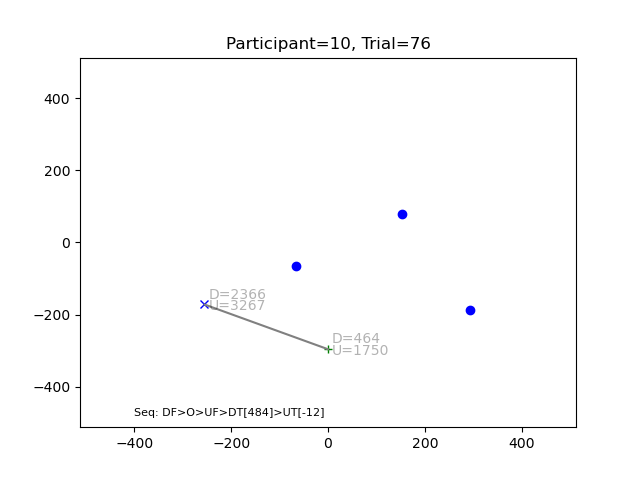 Participant=10, Trial=76
400
200
0
−200
−400
D=2366
U=3267
D=464
U=1750
Seq: DF>O>UF>DT[484]>UT[-12]
−400
−200
0
200
400